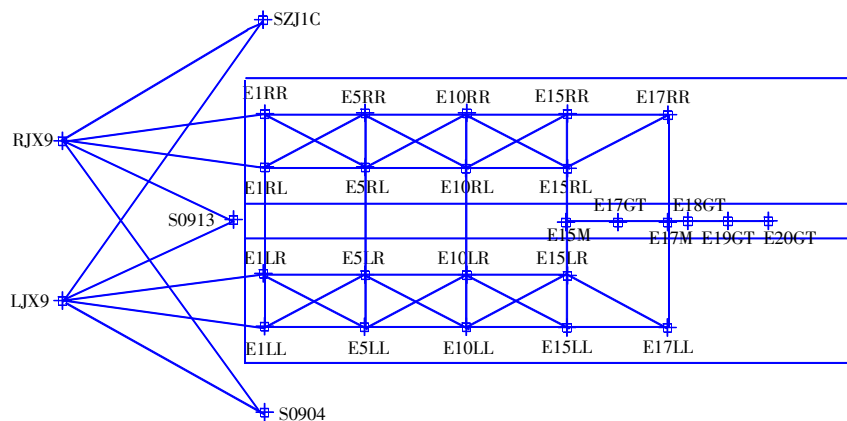 SZJ1C
E1RR E5RR E10RR E15RR E17RR
RJX9
E1RL E5RL E10RL E15RL
S0913 E17GT E18GT
E15M E17M E19GT E20GT
E1LR E5LR E10LR E15LR
LJX9
E1LL E5LL E10LL E15LL E17LL
S0904